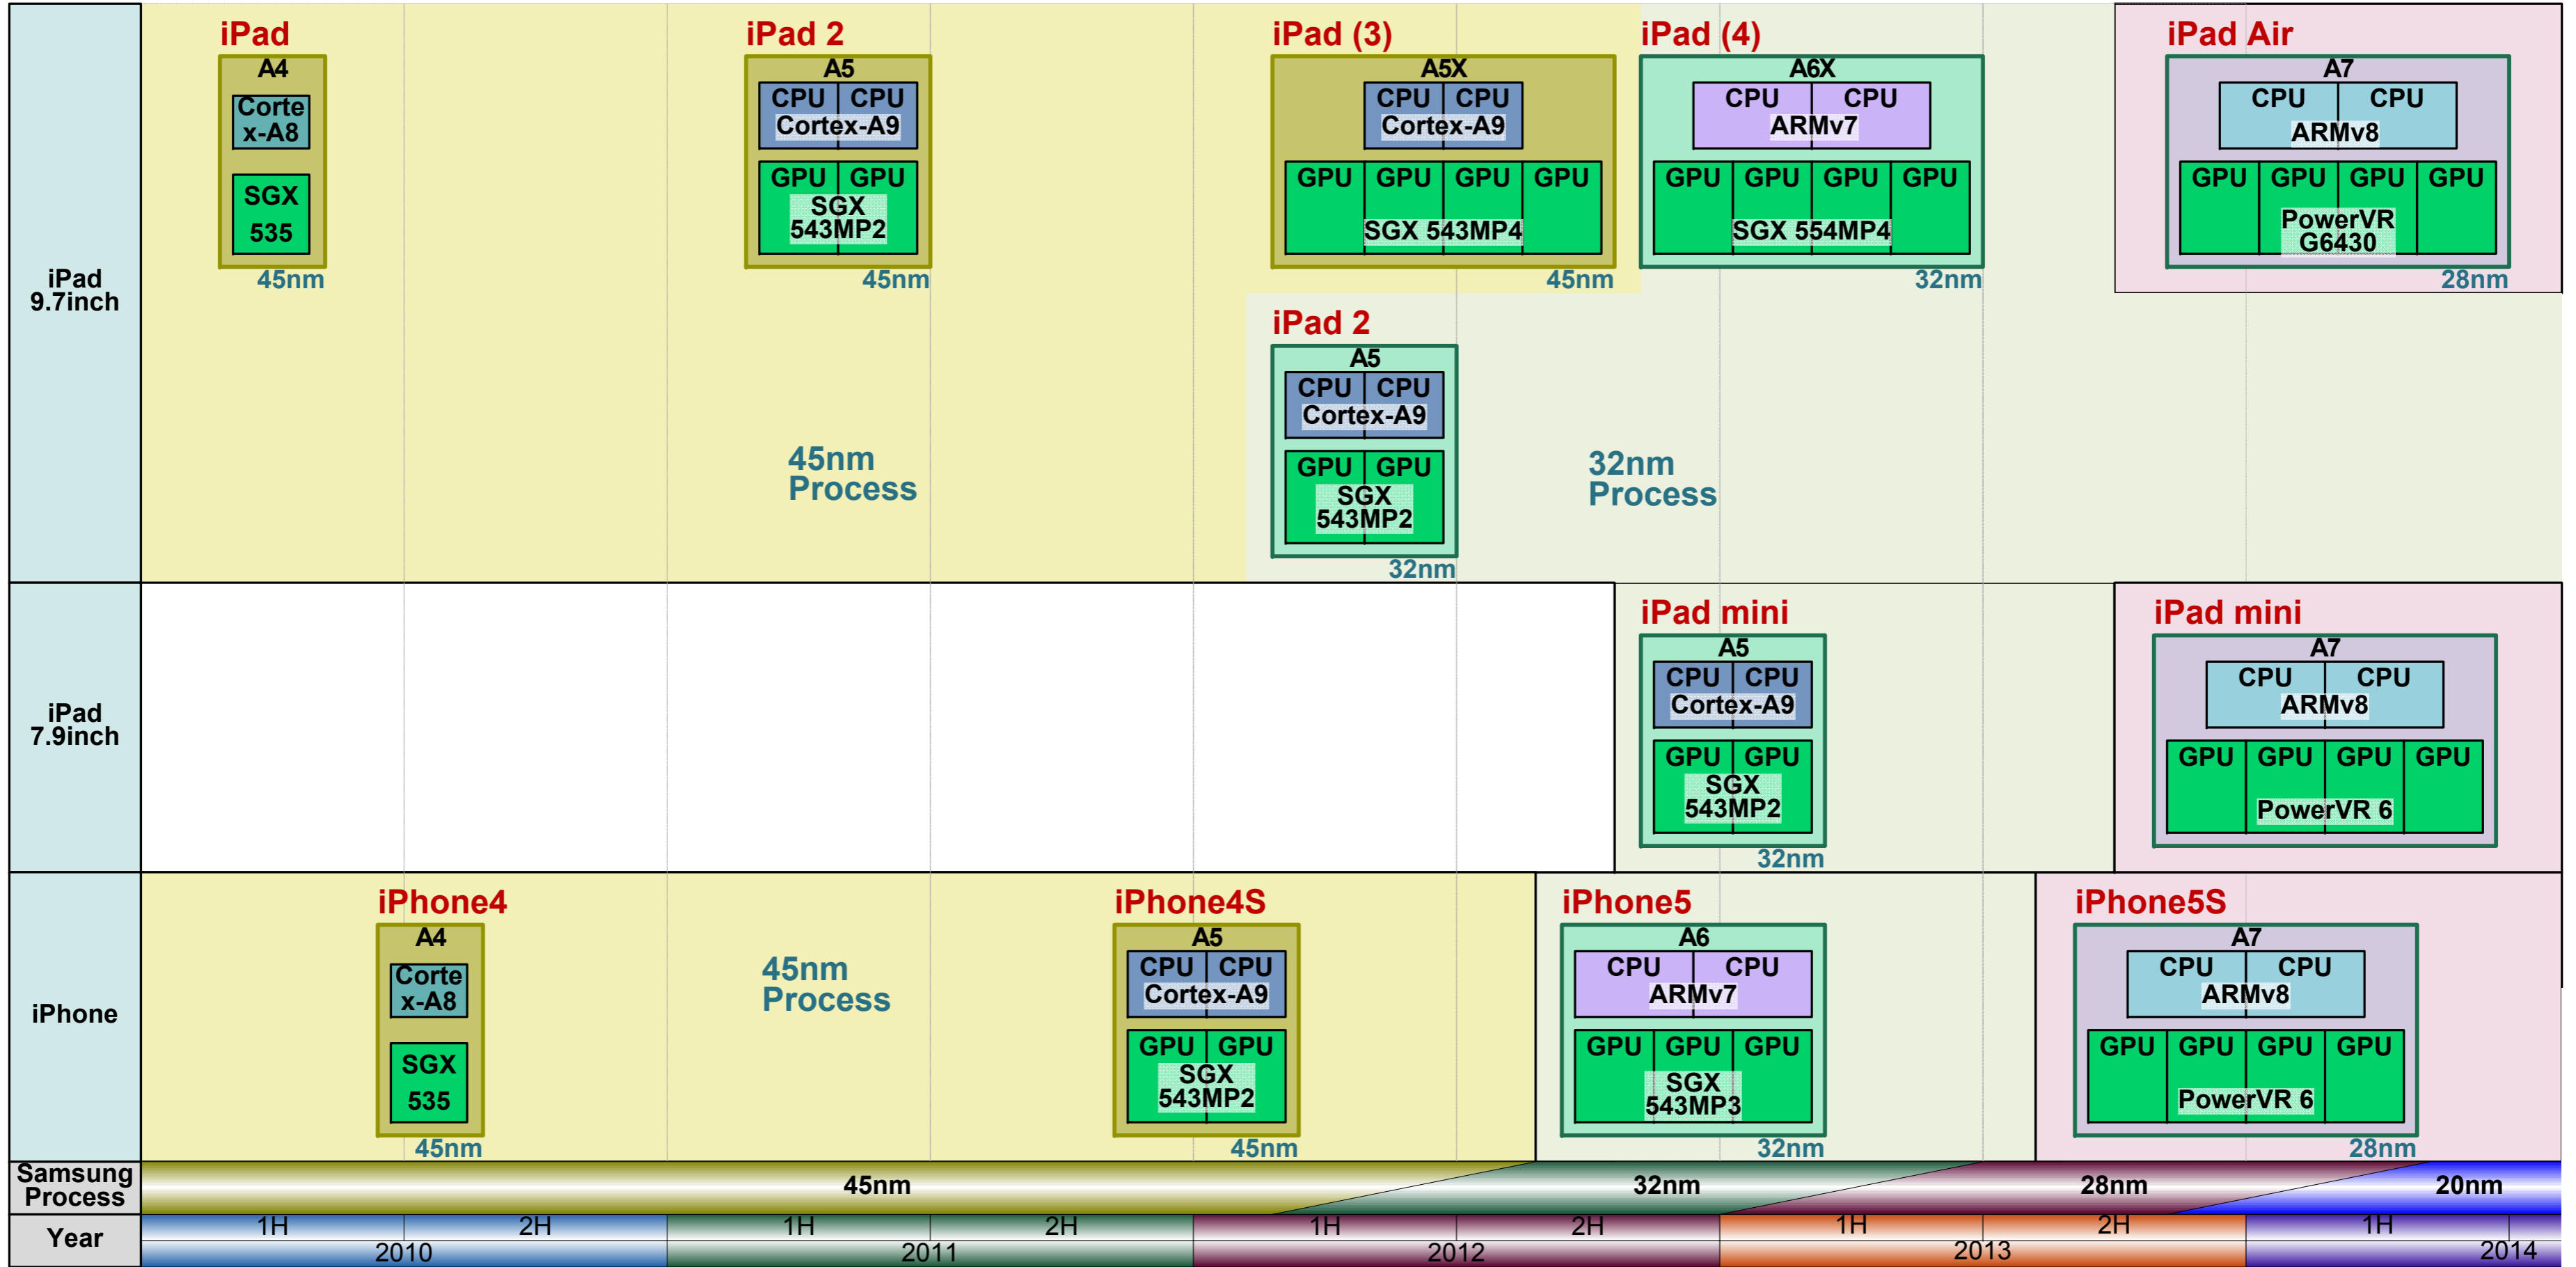 iPad
iPad 2
iPad (3)
iPad (4)
iPad Air
A4
A5
A5X
A6X
A7
Corte
x-A8
CPU CPU
Cortex-A9
CPU CPU
Cortex-A9
CPU CPU
ARMv7
CPU CPU
ARMv8
SGX
535
GPU GPU
SGX
543MP2
GPU GPU GPU GPU
SGX 543MP4
GPU GPU GPU GPU
SGX 554MP4
GPU GPU GPU GPU
PowerVR
G6430
45nm
45nm
45nm
32nm
28nm
iPad
9.7inch
iPad 2
A5
CPU CPU
Cortex-A9
GPU GPU
SGX
543MP2
32nm
45nm
Process
32nm
Process
iPad
7.9inch
iPad mini
A5
CPU CPU
Cortex-A9
GPU GPU
SGX
543MP2
32nm
iPad mini
A7
CPU CPU
ARMv8
GPU GPU GPU GPU
PowerVR 6
iPhone
iPhone4
A4
Corte
x-A8
SGX
535
45nm
45nm
Process
iPhone4S
A5
CPU CPU
Cortex-A9
GPU GPU
SGX
543MP2
45nm
iPhone5
A6
CPU CPU
ARMv7
GPU GPU GPU
SGX
543MP3
32nm
iPhone5S
A7
CPU CPU
ARMv8
GPU GPU GPU GPU
PowerVR 6
28nm
Samsung
Process
45nm 32nm 28nm 20nm
Year
1H 2H 1H 2H 1H 2H 1H 2H 1H
2010 2011 2012 2013 2014